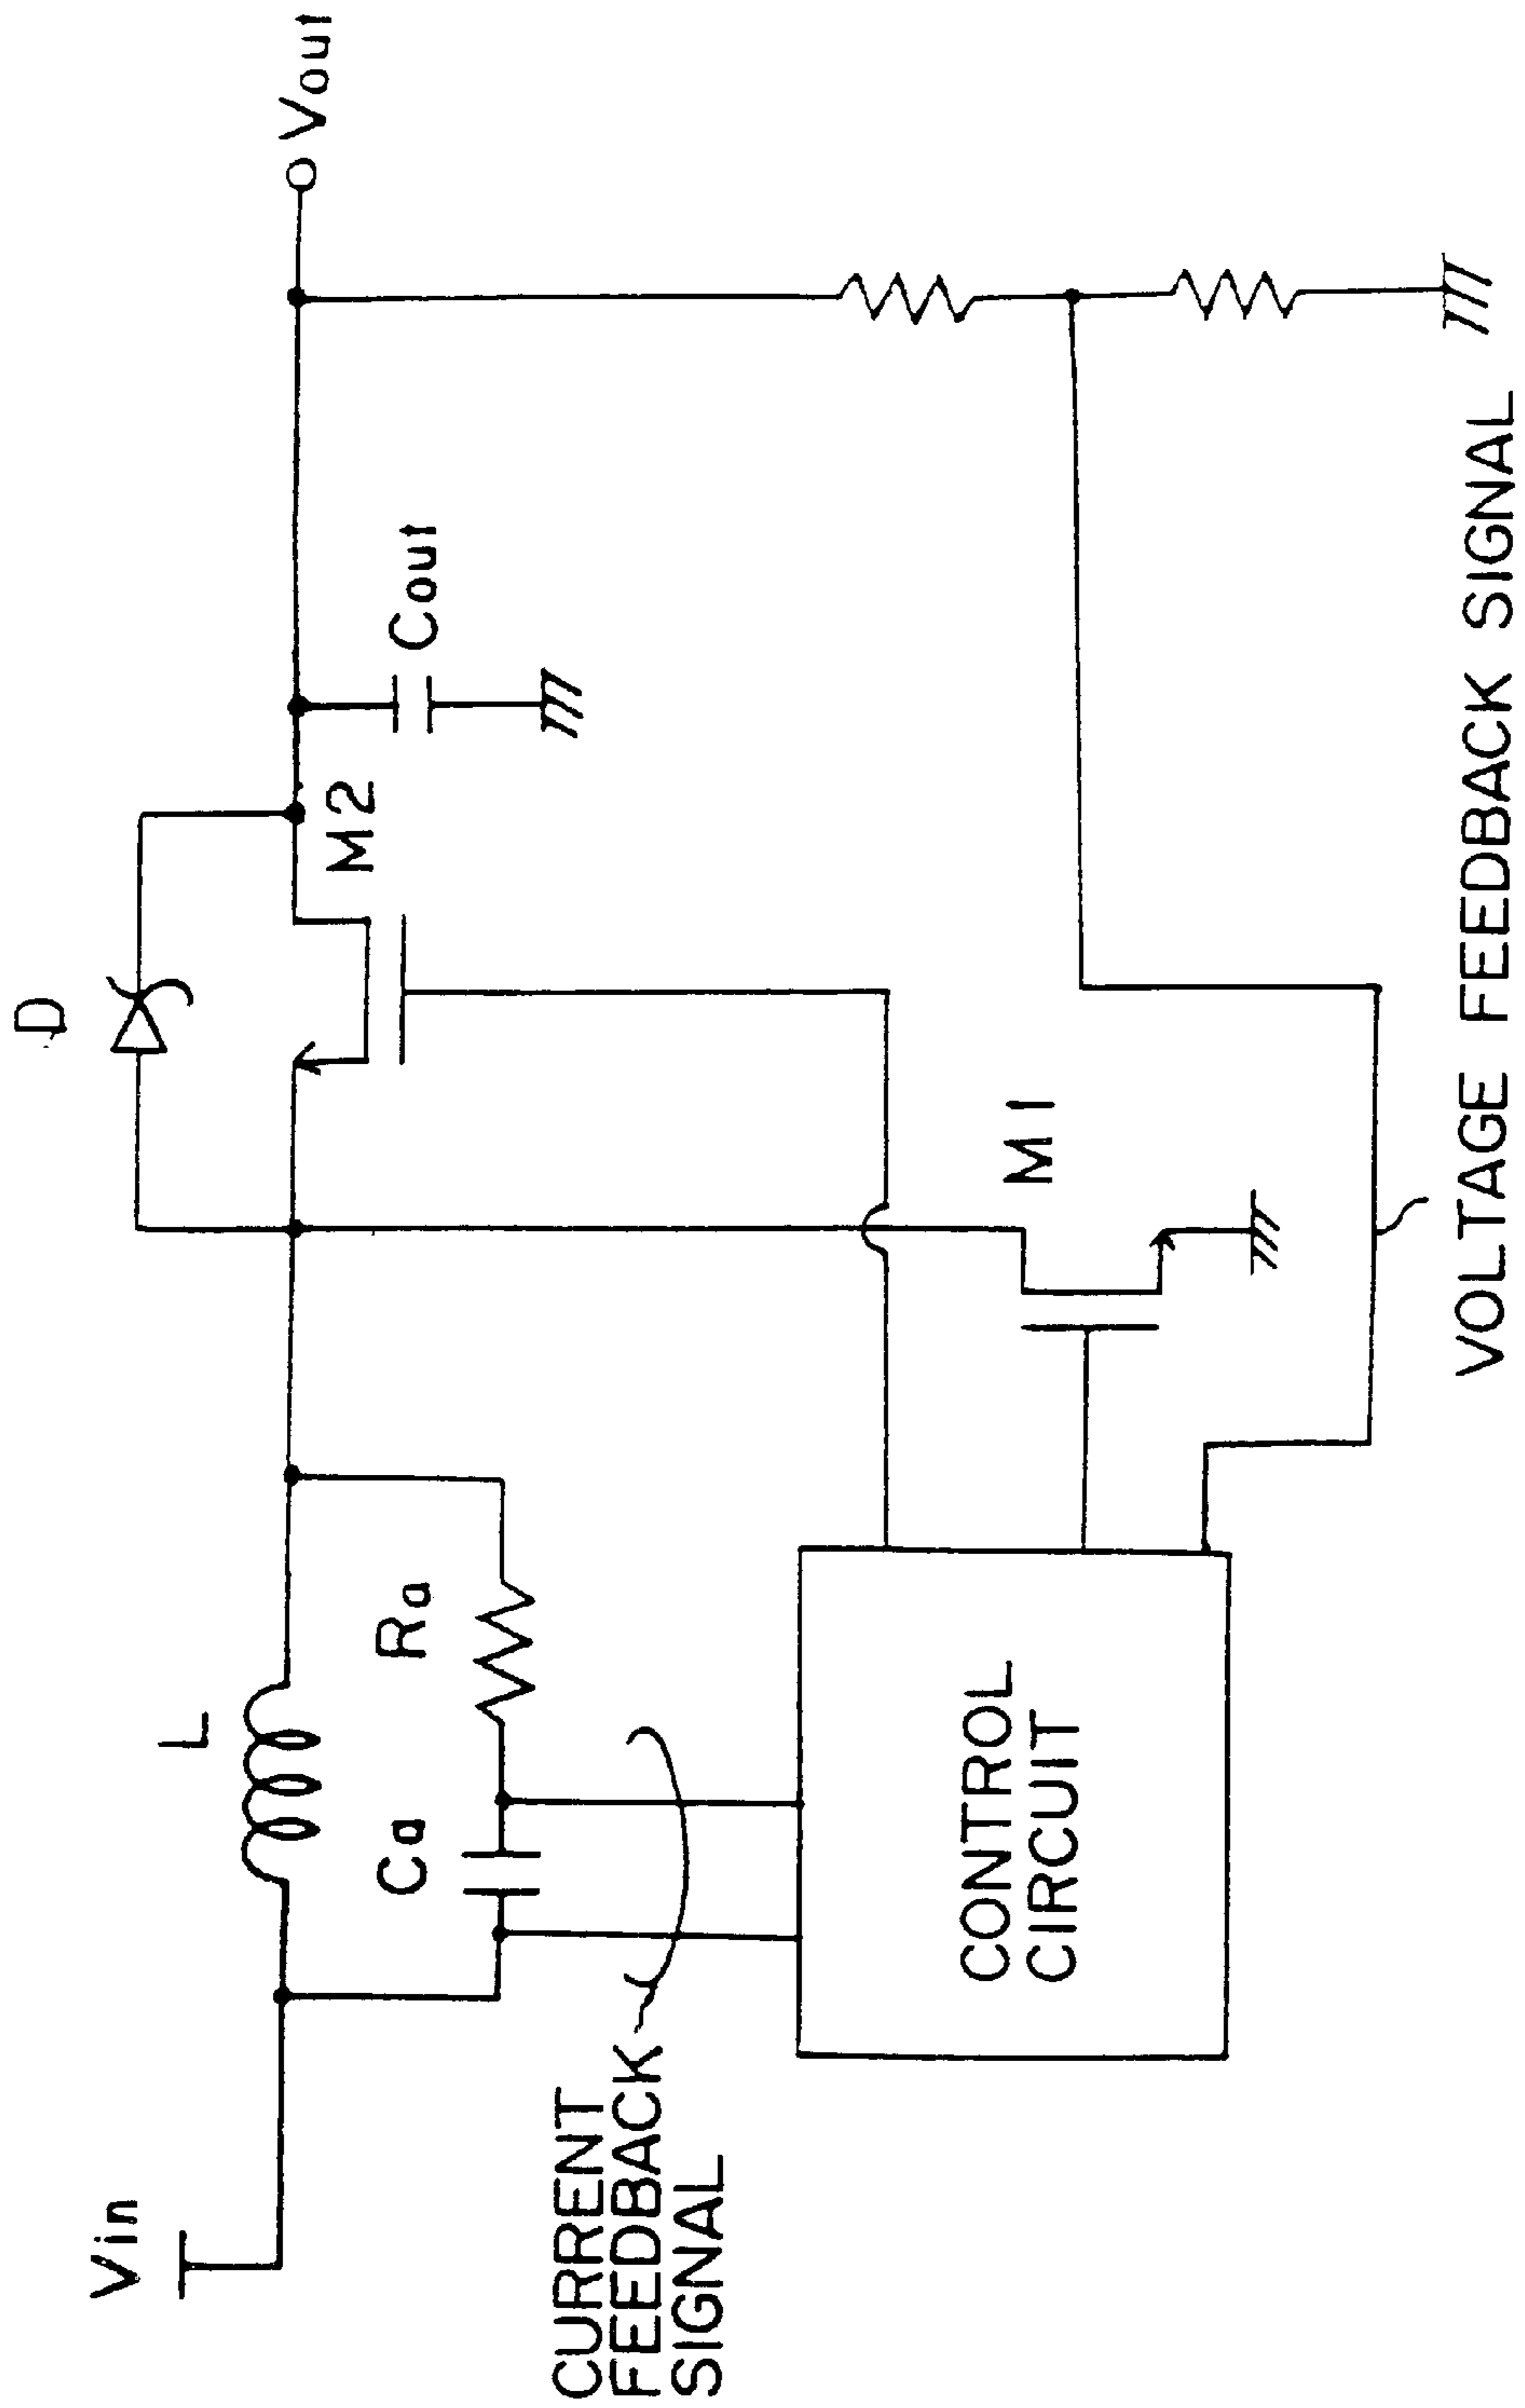 D
L
Vin
Vout
Ca
Ra
M2
Cout
CURRENT
FEEDBACK
SIGNAL
CONTROL
CIRCUIT
M1
VOLTAGE FEEDBACK SIGNAL